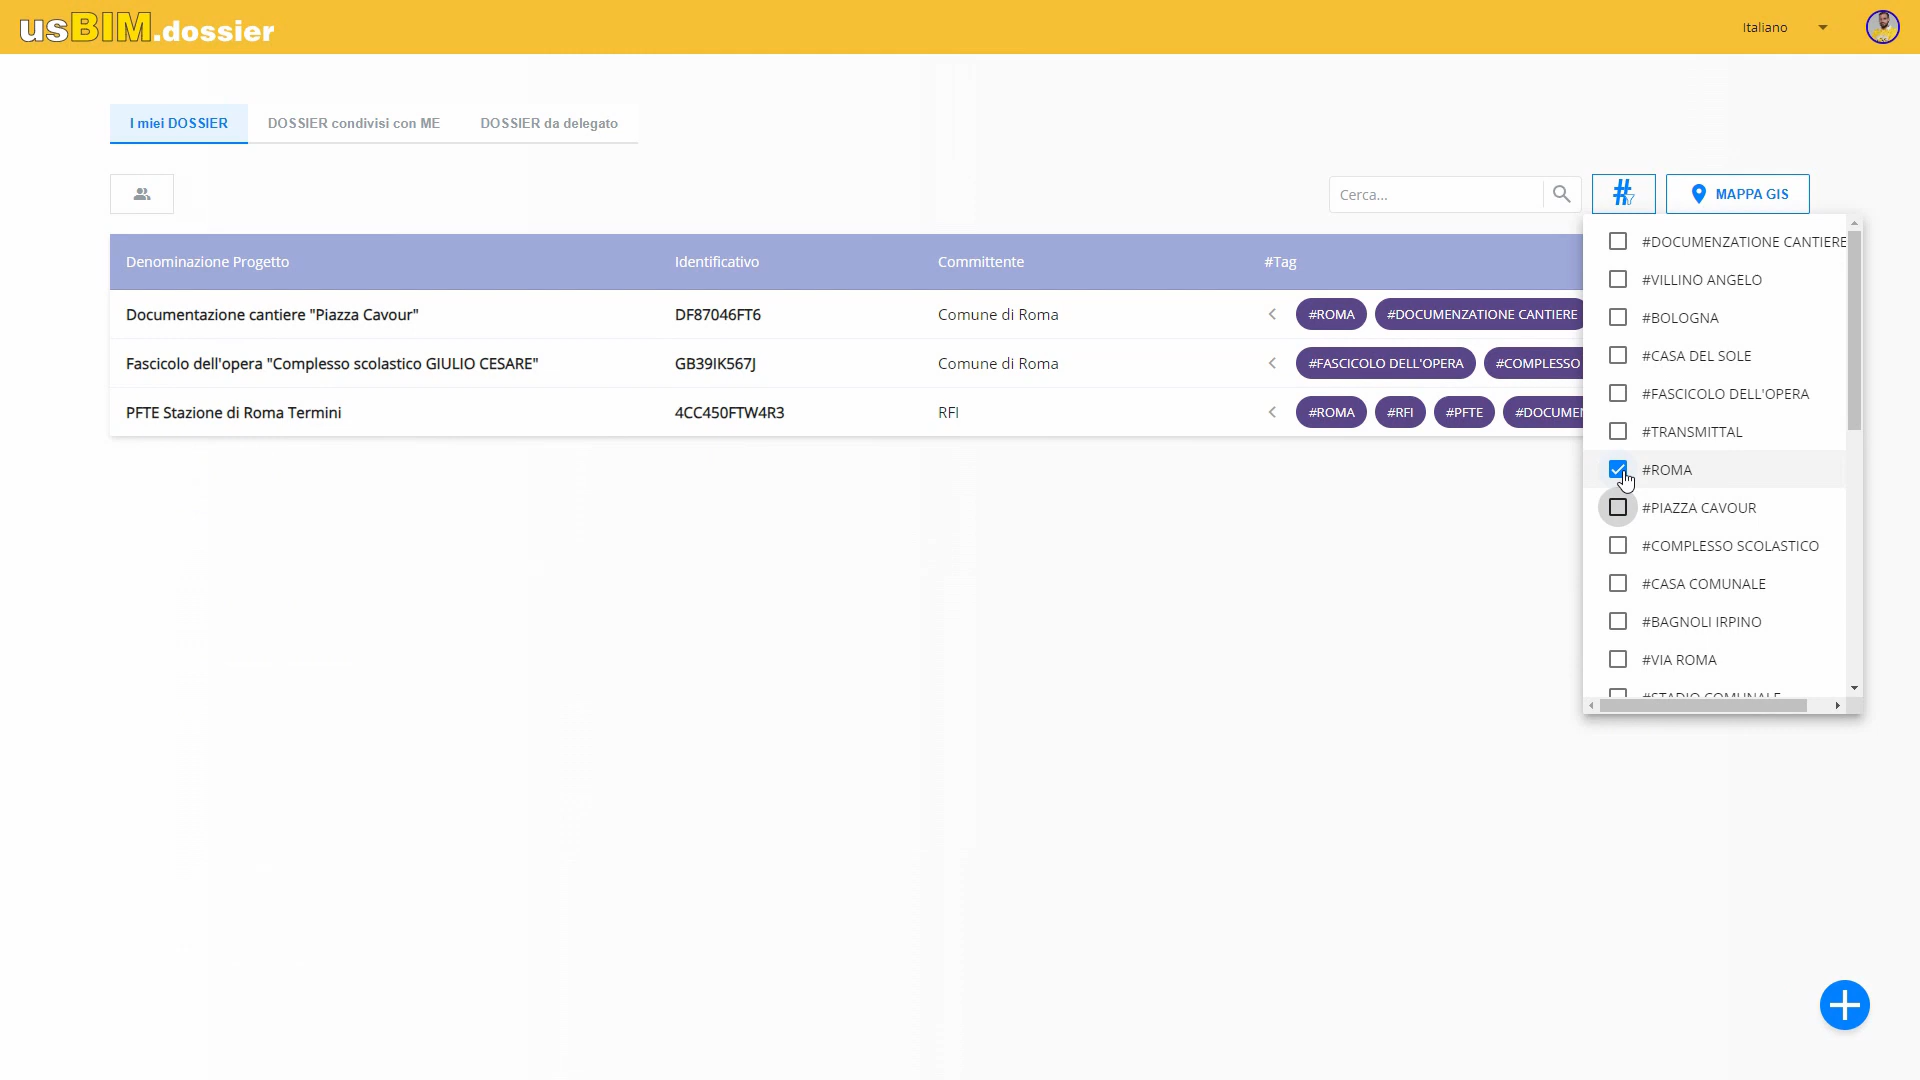 usBIM.dossier
Italiano
I miei DOSSIER
DOSSIER condivisi con ME
DOSSIER da delegato
Cerca...
#
MAPPA GIS
Denominazione Progetto
Identificativo
Committente
#Tag
Documentazione cantiere "Piazza Cavour"
DF87046FT6
Comune di Roma
#ROMA
#DOCUMENZATIONE CANTIERE
Fascicolo dell'opera "Complesso scolastico GIULIO CESARE"
GB39IK567J
Comune di Roma
#FASCICOLO DELL'OPERA
#COMPLESSO
PFTE Stazione di Roma Termini
4CC450FTW4R3
RFI
#ROMA
#RFI
#PFTE
#DOCUMEN
#DOCUMENZATIONE CANTIERE
#VILLINO ANGELO
#BOLOGNA
#CASA DEL SOLE
#FASCICOLO DELL'OPERA
#TRANSMITTAL
#ROMA
#PIAZZA CAVOUR
#COMPLESSO SCOLASTICO
#CASA COMUNALE
#BAGNOLI IRPINO
#VIA ROMA
#STADIO COMUNALE